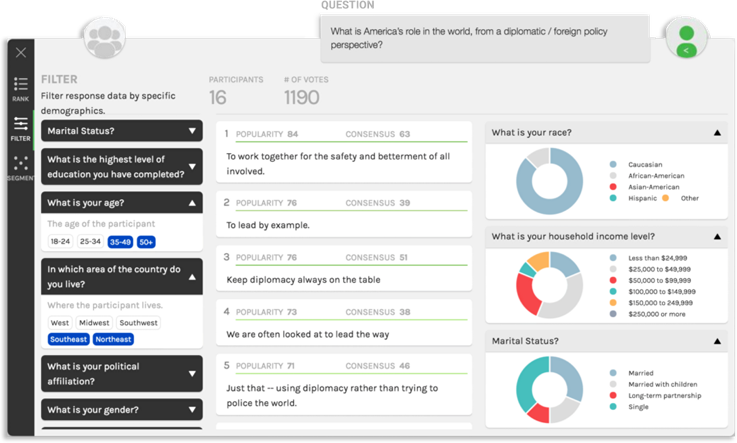 QUESTION
What is America's role in the world, from a diplomatic / foreign policy
perspective?
RANK
FILTER
SEGMENT
FILTER
Filter response data by specific
demographics.
Marital Status?
What is the highest level of
education you have completed?
What is your age?
The age of the participant
18-24 25-34 35-49 50+
In which area of the country do
you live?
Where the participant lives.
West Midwest Southwest
Southeast Northeast
What is your political
affiliation?
What is your gender?
PARTICIPANTS # OF VOTES
16 1190
1 POPULARITY 84 CONSENSUS 63
To work together for the safety and betterment of all
involved.
2 POPULARITY 76 CONSENSUS 39
To lead by example.
3 POPULARITY 76 CONSENSUS 51
Keep diplomacy always on the table
4 POPULARITY 73 CONSENSUS 38
We are often looked at to lead the way
5 POPULARITY 71 CONSENSUS 46
Just that -- using diplomacy rather than trying to
police the world.
What is your race?
Caucasian
African-American
Asian-American
Hispanic Other
What is your household income level?
Less than $24,999
$25,000 to $49,999
$50,000 to $99,999
$100,000 to $149,999
$150,000 to 249,999
$250,000 or more
Marital Status?
Married
Married with children
Long-term partnership
Single